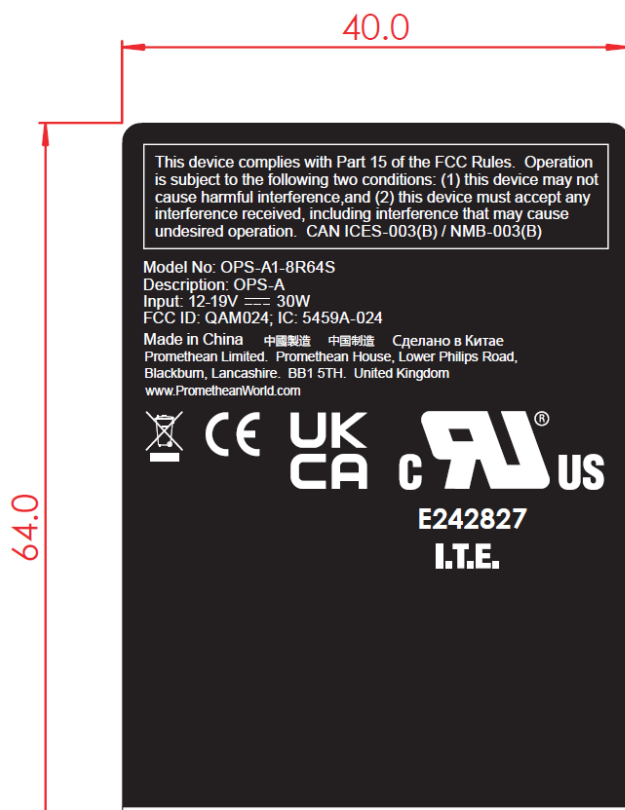 40.0
64.0
This device complies with Part 15 of the FCC Rules.  Operation
is subject to the following two conditions: (1) this device may not
cause harmful interference,and (2) this device must accept any
interference received, including interference that may cause
undesired operation.  CAN ICES-003(B) / NMB-003(B)
Model No: OPS-A1-8R64S
Description: OPS-A
Input: 12-19V ⎓ 30W
FCC ID: QAM024; IC: 5459A-024
Made in China 中國製造 中国制造 Сделано в Китае
Promethean Limited.  Promethean House, Lower Philips Road,
Blackburn, Lancashire.  BB1 5TH.  United Kingdom
www.PrometheanWorld.com
CE
UK
CA
C RU ® US
E242827
I.T.E.